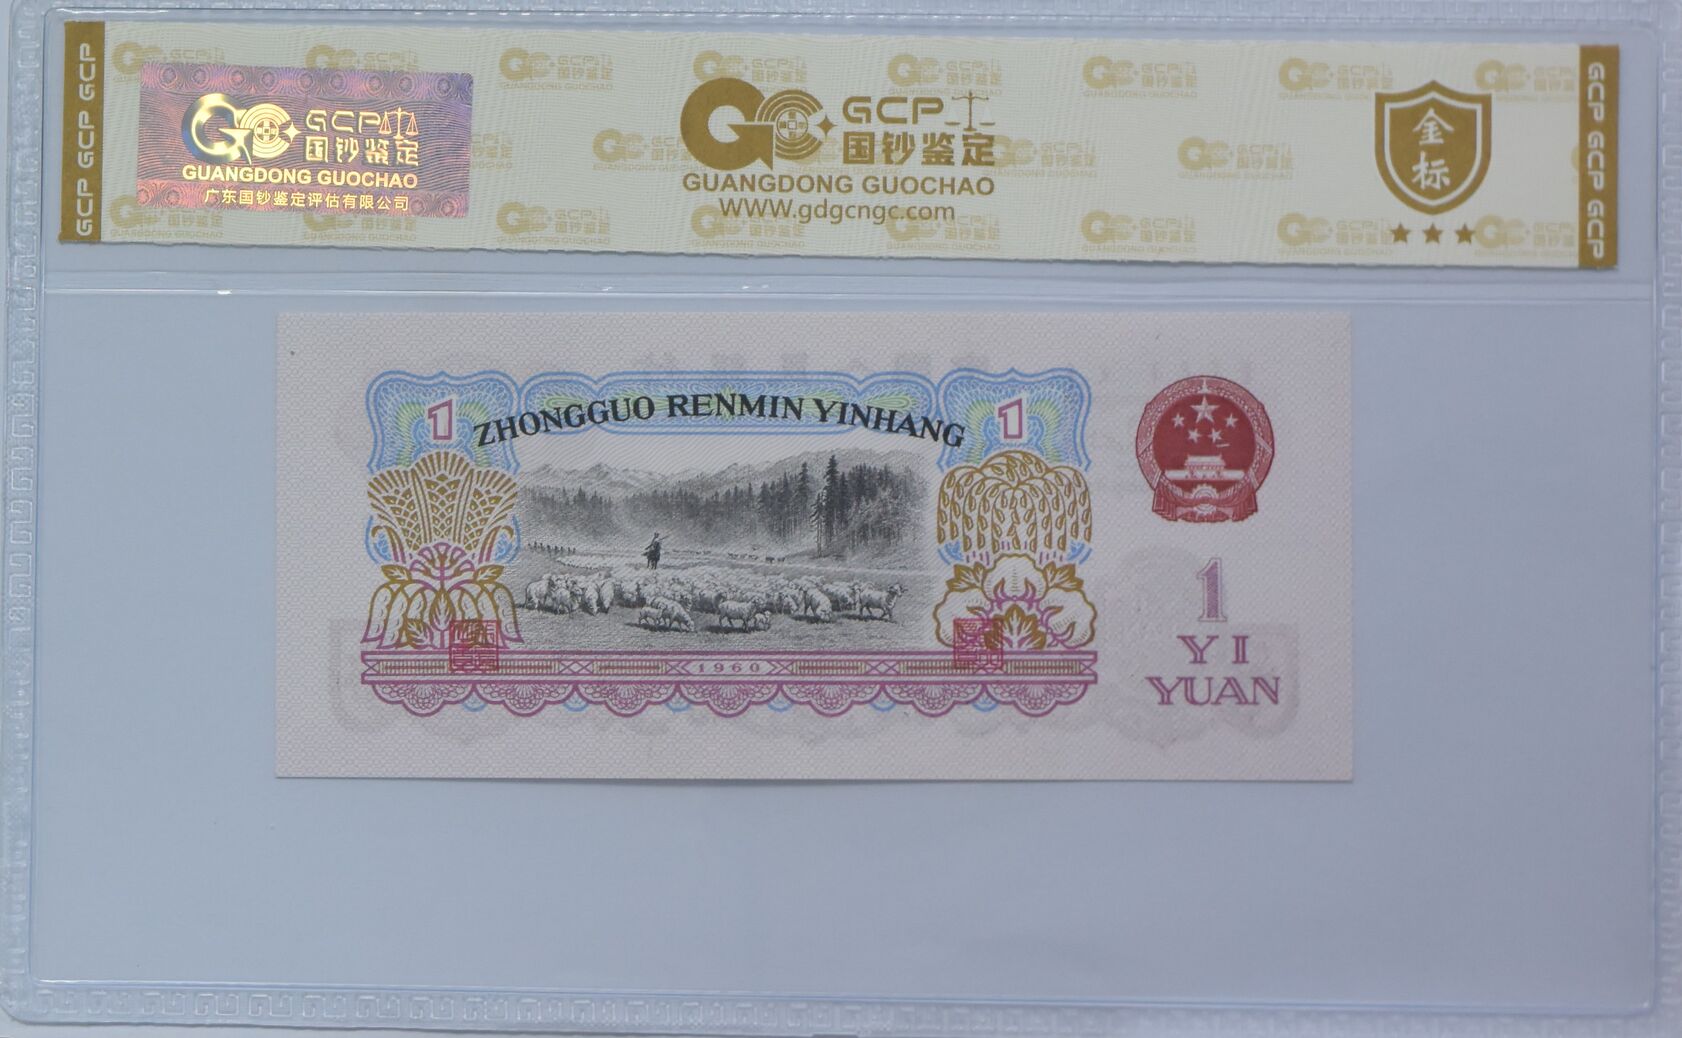 GCP GCP GCP
GCP
国钞鉴定
GUANGDONG GUOCHAO
广东国钞鉴定评估有限公司
GCP
国钞鉴定
GUANGDONG GUOCHAO
WWW.gdgcngc.com
金
标
GCP GCP GCP
1
ZHONGGUO RENMIN YINHANG
1
1960
1
YI
YUAN